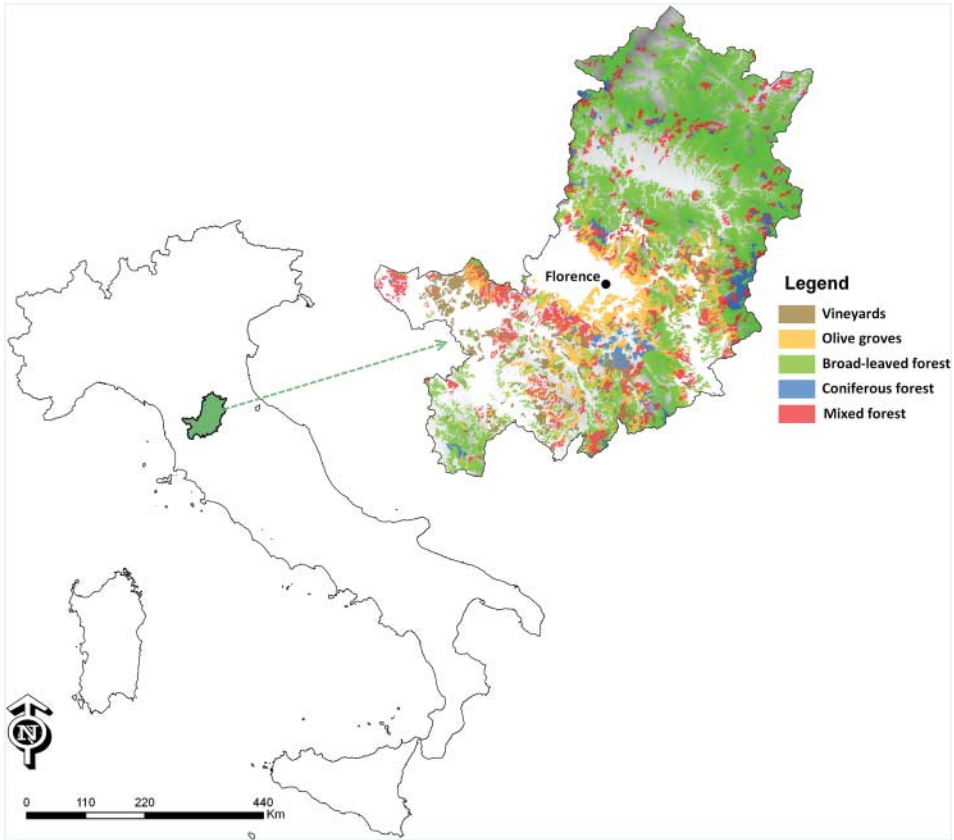 Florence
Legend
Vineyards
Olive groves
Broad-leaved forest
Coniferous forest
Mixed forest
N
0 110 220 440
Km